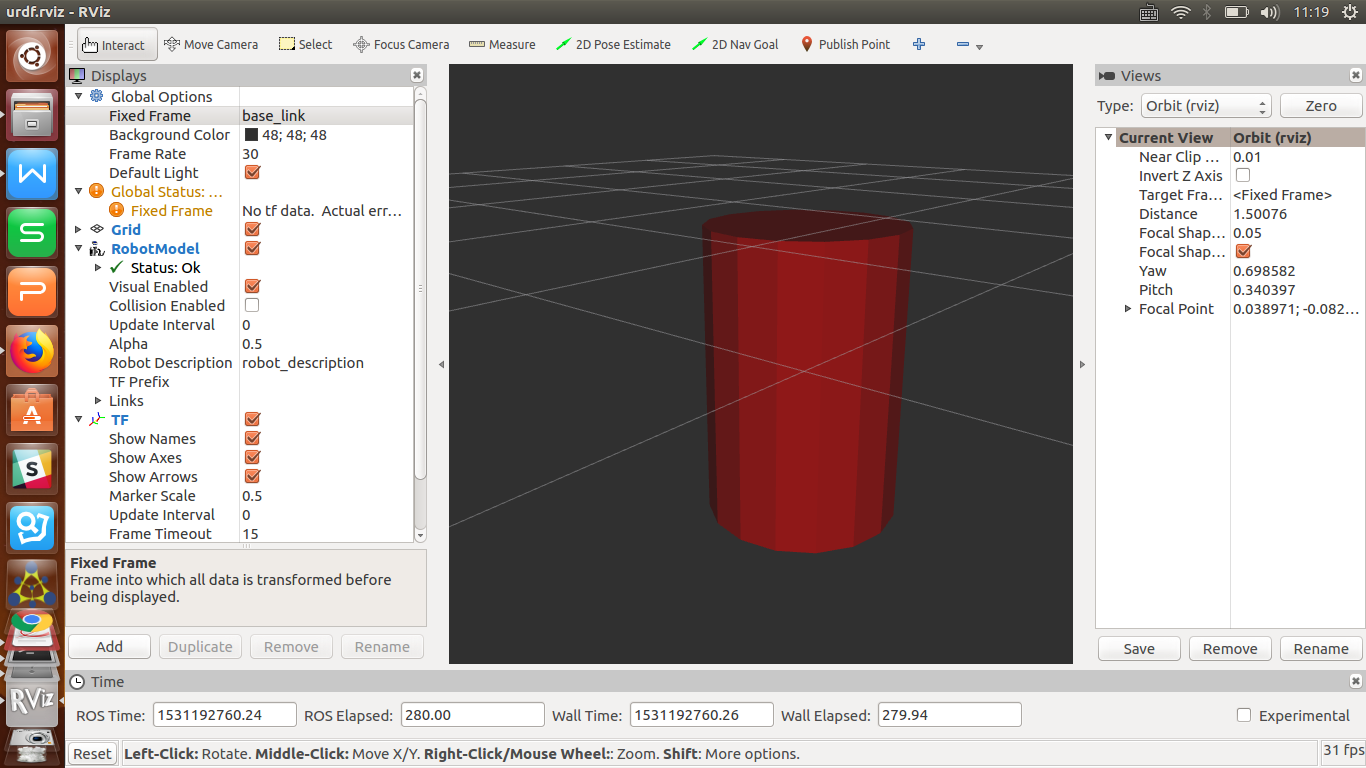 urdf.rviz - RViz
11:19
Interact
Move Camera
Select
Focus Camera
Measure
2D Pose Estimate
2D Nav Goal
Publish Point
Displays
Global Options
Fixed Frame base_link
Background Color 48; 48; 48
Frame Rate 30
Default Light
Global Status: ...
Fixed Frame No tf data. Actual err...
Grid
RobotModel
Status: Ok
Visual Enabled
Collision Enabled
Update Interval 0
Alpha 0.5
Robot Description robot_description
TF Prefix
Links
TF
Show Names
Show Axes
Show Arrows
Marker Scale 0.5
Update Interval 0
Frame Timeout 15
Fixed Frame
Frame into which all data is transformed before
being displayed.
Add Duplicate Remove Rename
Views
Type: Orbit (rviz) Zero
Current View Orbit (rviz)
Near Clip ... 0.01
Invert Z Axis
Target Fra... <Fixed Frame>
Distance 1.50076
Focal Shap... 0.05
Focal Shap...
Yaw 0.698582
Pitch 0.340397
Focal Point 0.038971; -0.082...
Save Remove Rename
Time
ROS Time: 1531192760.24 ROS Elapsed: 280.00 Wall Time: 1531192760.26 Wall Elapsed: 279.94 Experimental
Reset Left-Click: Rotate. Middle-Click: Move X/Y. Right-Click/Mouse Wheel:: Zoom. Shift: More options. 31 fps
W
S
P
A
S
RViz